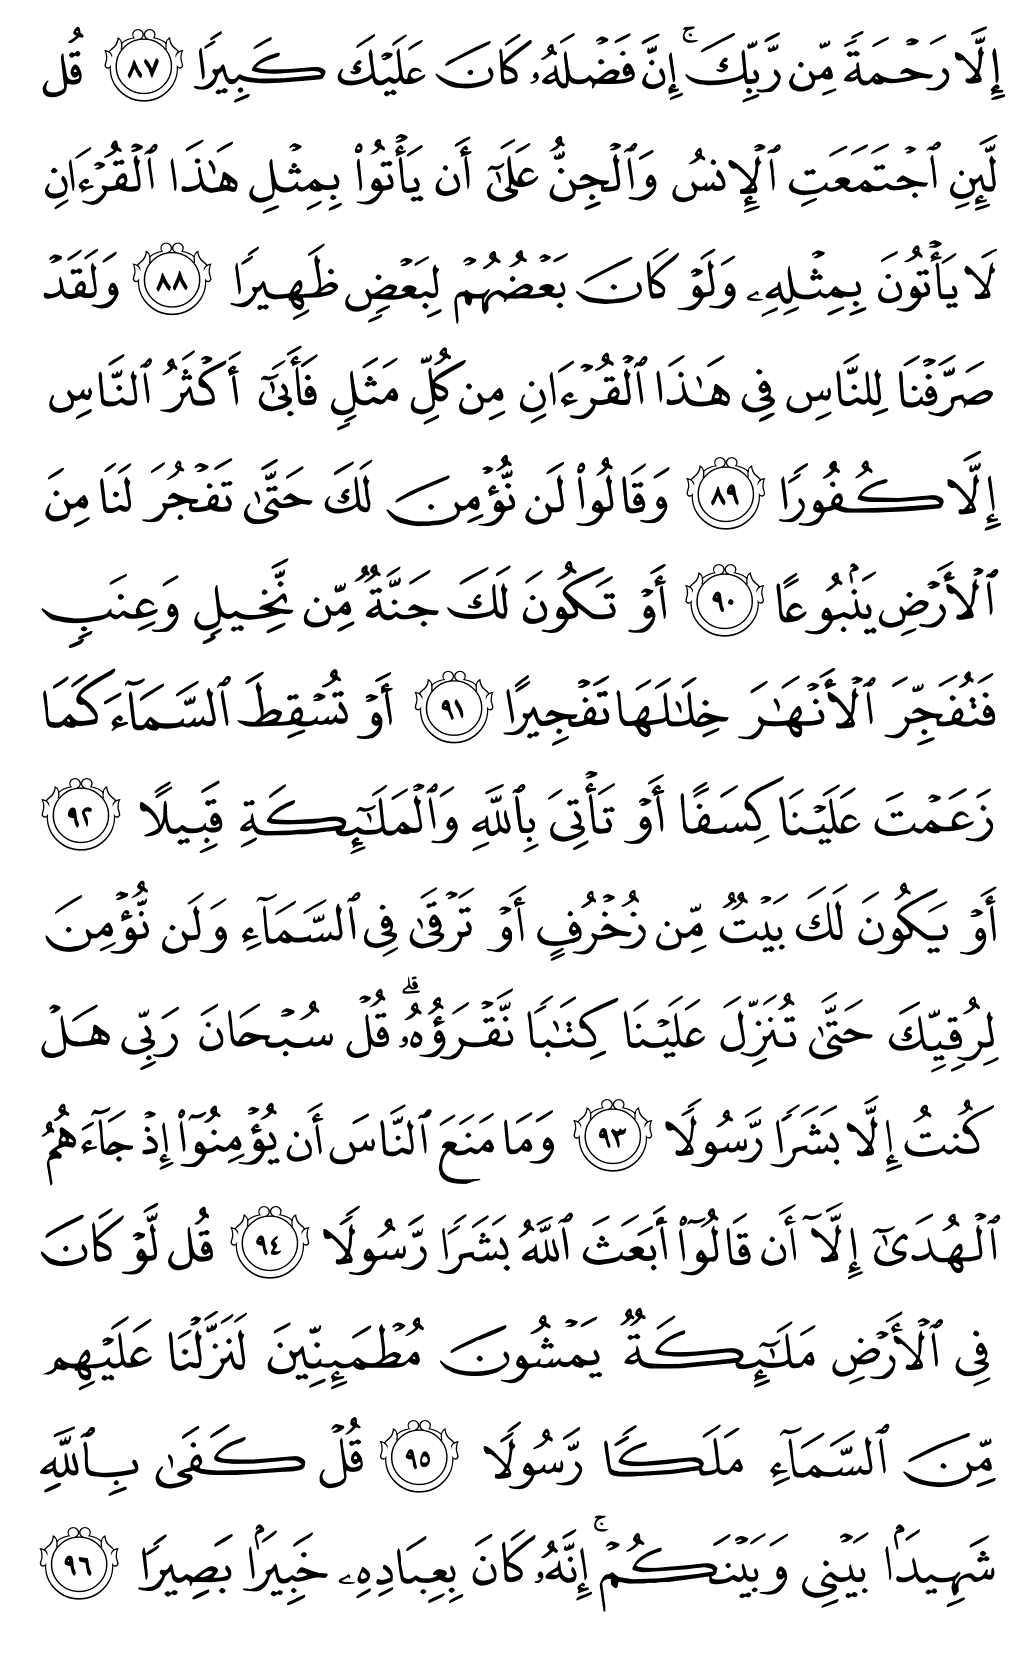 إِلَّا رَحۡمَةٗ مِّن رَّبِّكَۚ إِنَّ فَضۡلَهُۥ كَانَ عَلَيۡكَ كَبِيرٗا ٨٧ قُل
لَّئِنِ ٱجۡتَمَعَتِ ٱلۡإِنسُ وَٱلۡجِنُّ عَلَىٰٓ أَن يَأۡتُواْ بِمِثۡلِ هَٰذَا ٱلۡقُرۡءَانِ
لَا يَأۡتُونَ بِمِثۡلِهِۦ وَلَوۡ كَانَ بَعۡضُهُمۡ لِبَعۡضٖ ظَهِيرٗا ٨٨ وَلَقَدۡ
صَرَّفۡنَا لِلنَّاسِ فِي هَٰذَا ٱلۡقُرۡءَانِ مِن كُلِّ مَثَلٖ فَأَبَىٰٓ أَكۡثَرُ ٱلنَّاسِ
إِلَّا كُفُورٗا ٨٩ وَقَالُواْ لَن نُّؤۡمِنَ لَكَ حَتَّىٰ تَفۡجُرَ لَنَا مِنَ
ٱلۡأَرۡضِ يَنۢبُوعًا ٩٠ أَوۡ تَكُونَ لَكَ جَنَّةٞ مِّن نَّخِيلٖ وَعِنَبٖ
فَتُفَجِّرَ ٱلۡأَنۡهَٰرَ خِلَٰلَهَا تَفۡجِيرًا ٩١ أَوۡ تُسۡقِطَ ٱلسَّمَآءَ كَمَا
زَعَمۡتَ عَلَيۡنَا كِسَفًا أَوۡ تَأۡتِيَ بِٱللَّهِ وَٱلۡمَلَٰٓئِكَةِ قَبِيلًا ٩٢
أَوۡ يَكُونَ لَكَ بَيۡتٞ مِّن زُخۡرُفٍ أَوۡ تَرۡقَىٰ فِي ٱلسَّمَآءِ وَلَن نُّؤۡمِنَ
لِرُقِيِّكَ حَتَّىٰ تُنَزِّلَ عَلَيۡنَا كِتَٰبٗا نَّقۡرَؤُهُۥۗ قُلۡ سُبۡحَانَ رَبِّي هَلۡ
كُنتُ إِلَّا بَشَرٗا رَّسُولٗا ٩٣ وَمَا مَنَعَ ٱلنَّاسَ أَن يُؤۡمِنُوٓاْ إِذۡ جَآءَهُمُ
ٱلۡهُدَىٰٓ إِلَّآ أَن قَالُوٓاْ أَبَعَثَ ٱللَّهُ بَشَرٗا رَّسُولٗا ٩٤ قُل لَّوۡ كَانَ
فِي ٱلۡأَرۡضِ مَلَٰٓئِكَةٞ يَمۡشُونَ مُطۡمَئِنِّينَ لَنَزَّلۡنَا عَلَيۡهِم
مِّنَ ٱلسَّمَآءِ مَلَكٗا رَّسُولٗا ٩٥ قُلۡ كَفَىٰ بِٱللَّهِ
شَهِيدَۢا بَيۡنِي وَبَيۡنَكُمۡۚ إِنَّهُۥ كَانَ بِعِبَادِهِۦ خَبِيرَۢا بَصِيرٗا ٩٦